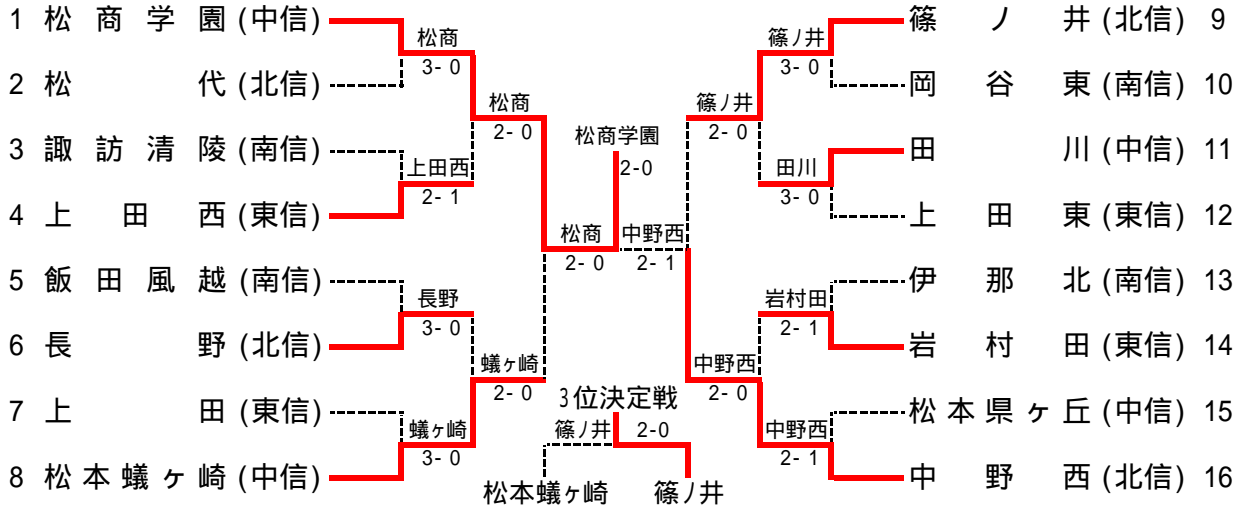 1 松商学園 (中信)
2 松代 (北信)
3 諏訪清陵 (南信)
4 上田西 (東信)
5 飯田風越 (南信)
6 長野 (北信)
7 上田 (東信)
8 松本蟻ヶ崎 (中信)
松商
3-0
上田西
2-1
長野
3-0
蟻ヶ崎
3-0
松商
2-0
蟻ヶ崎
2-0
松商
2-0
松商学園
2-0
中野西
2-1
篠ノ井
2-0
中野西
2-0
篠ノ井
3-0
田川
3-0
岩村田
2-1
中野西
2-1
篠ノ井 (北信) 9
岡谷東 (南信) 10
田川 (中信) 11
上田東 (東信) 12
伊那北 (南信) 13
岩村田 (東信) 14
松本県ヶ丘 (中信) 15
中野西 (北信) 16
3位決定戦
篠ノ井 2-0
松本蟻ヶ崎 篠ノ井